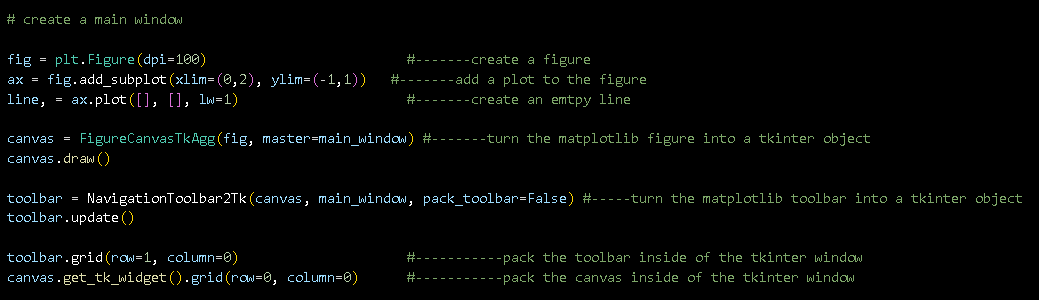 # create a main window
fig = plt.Figure(dpi=100) #-------create a figure
ax = fig.add_subplot(xlim=(0,2), ylim=(-1,1)) #-------add a plot to the figure
line, = ax.plot([], [], lw=1) #-------create an emtpy line
canvas = FigureCanvasTkAgg(fig, master=main_window) #-------turn the matplotlib figure into a tkinter object
canvas.draw()
toolbar = NavigationToolbar2Tk(canvas, main_window, pack_toolbar=False) #-----turn the matplotlib toolbar into a tkinter object
toolbar.update()
toolbar.grid(row=1, column=0) #-----------pack the toolbar inside of the tkinter window
canvas.get_tk_widget().grid(row=0, column=0) #-----------pack the canvas inside of the tkinter window